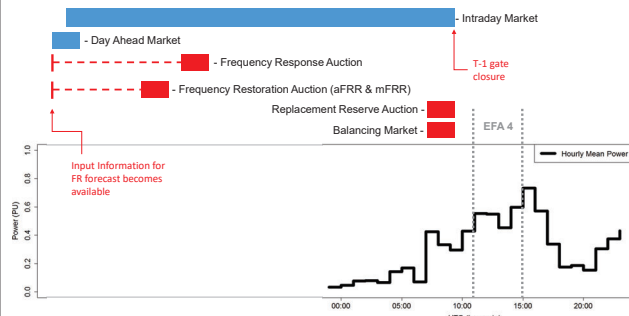 - Intraday Market
- Day Ahead Market
- Frequency Response Auction
T-1 gate
closure
- Frequency Restoration Auction (aFRR & mFRR)
Replacement Reserve Auction -
Balancing Market -
EFA 4
Input Information for
FR forecast becomes
available
Hourly Mean Power
Power (PU)
1.0
0.8
0.6
0.4
0.2
0.0
00:00 05:00 10:00 15:00 20:00